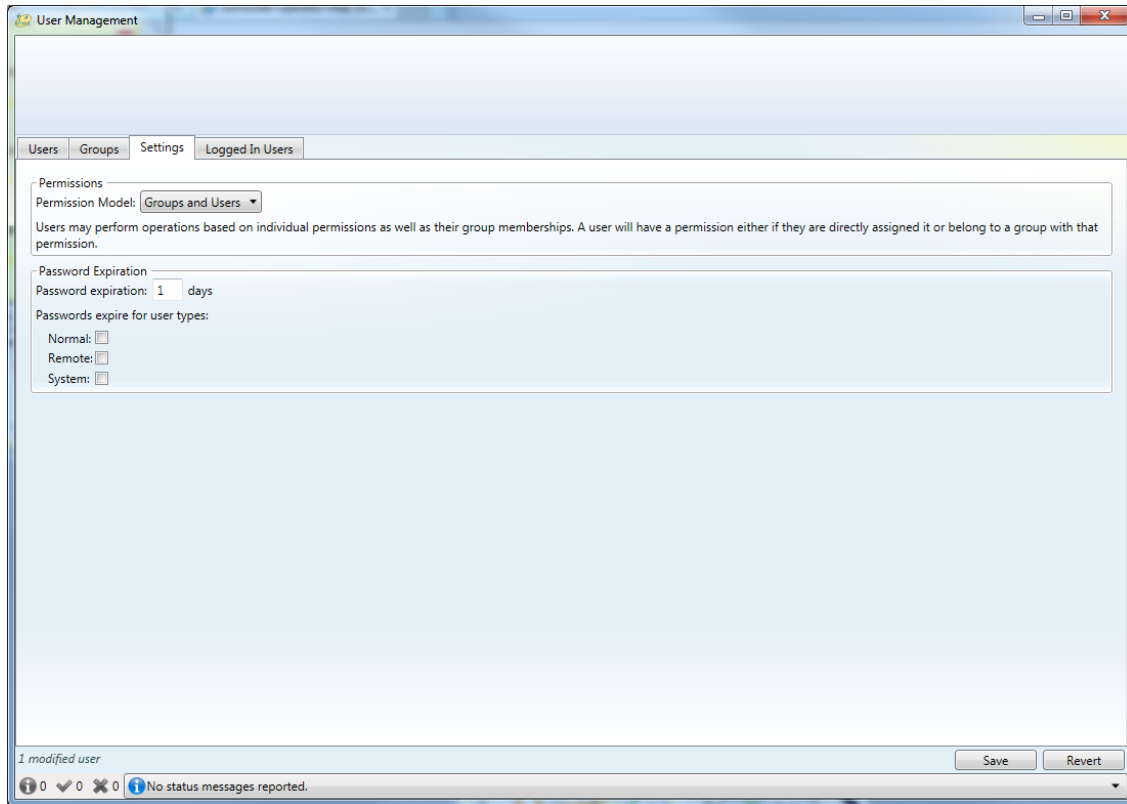 User Management
Users Groups Settings Logged In Users
Permissions
Permission Model: Groups and Users
Users may perform operations based on individual permissions as well as their group memberships. A user will have a permission either if they are directly assigned it or belong to a group with that
permission.
Password Expiration
Password expiration: 1 days
Passwords expire for user types:
Normal:
Remote:
System:
1 modified user
Save Revert
0 0 0 No status messages reported.